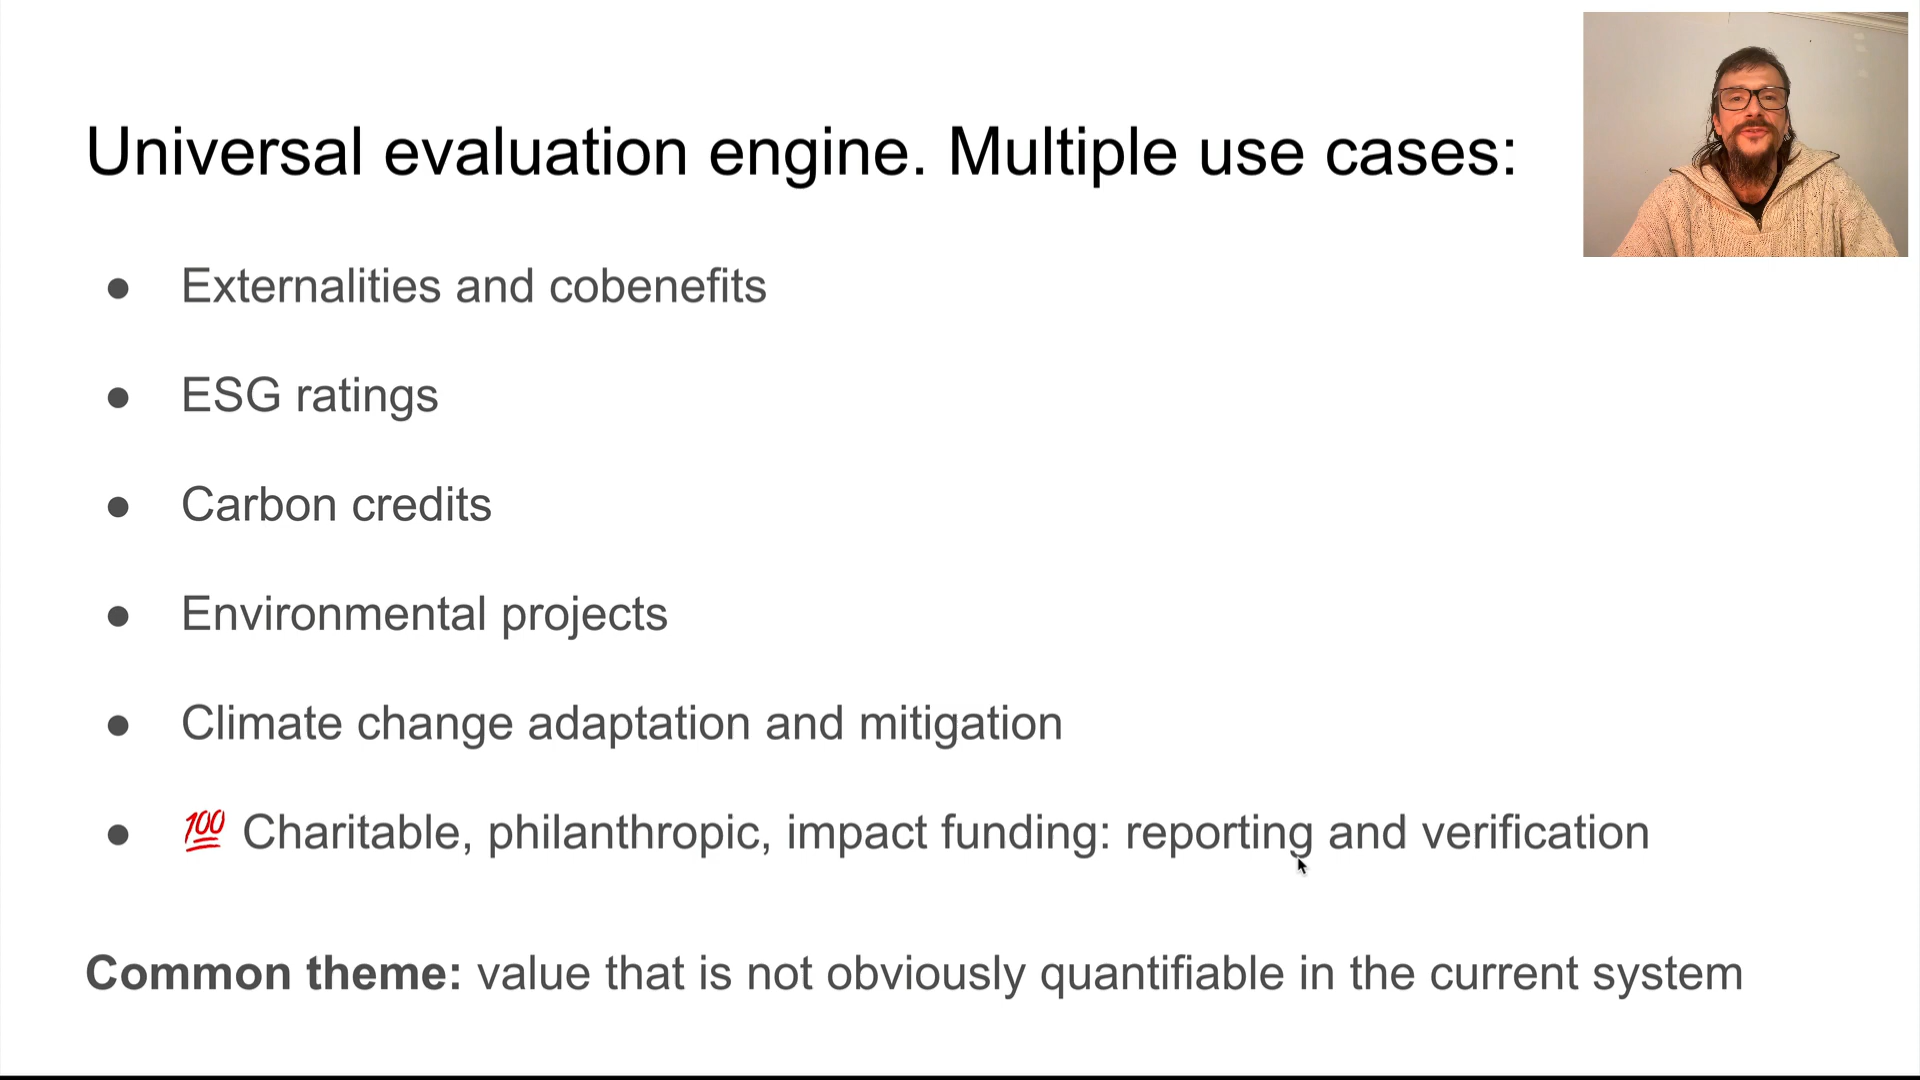 Universal evaluation engine. Multiple use cases:
● Externalities and cobenefits
● ESG ratings
● Carbon credits
● Environmental projects
● Climate change adaptation and mitigation
● 💯 Charitable, philanthropic, impact funding: reporting and verification
Common theme: value that is not obviously quantifiable in the current system